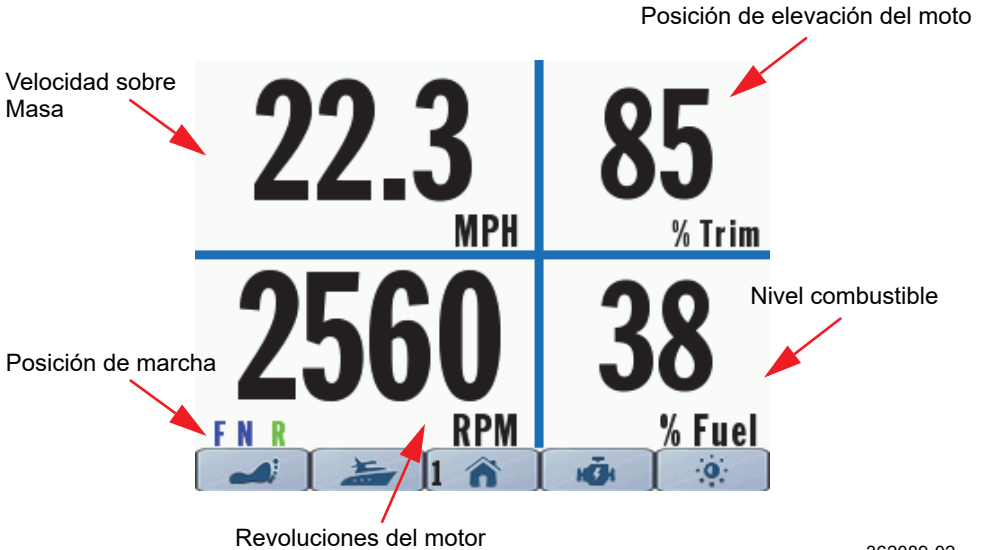 Posición de elevación del moto
Velocidad sobre
Masa
22.3
MPH
85
% Trim
2560
RPM
38
% Fuel
Nivel combustible
Posición de marcha
F N R
1
Revoluciones del motor